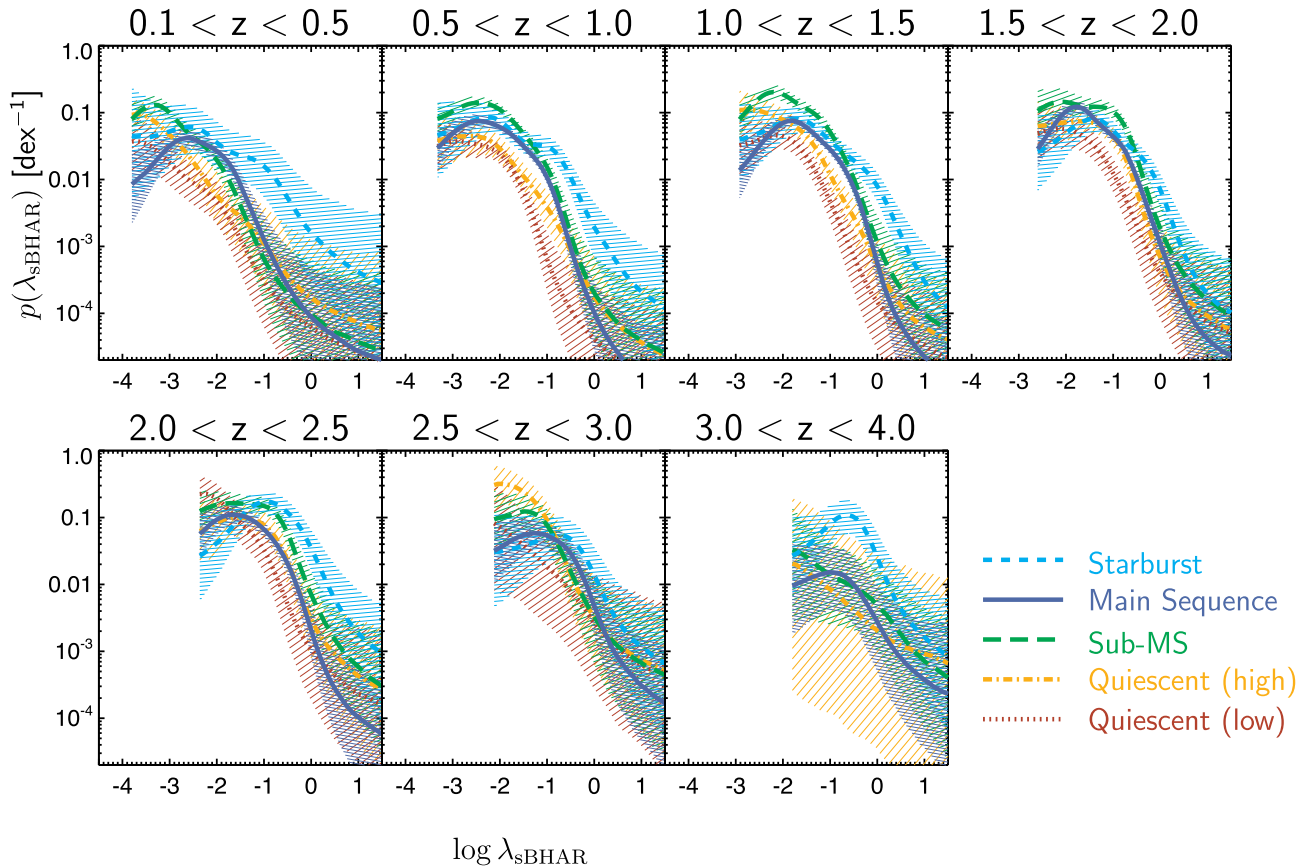 0.1 < z < 0.5 0.5 < z < 1.0 1.0 < z < 1.5 1.5 < z < 2.0
1.0
0.1
0.01
10⁻³
10⁻⁴
p(λ_sBHAR) [dex⁻¹]
-4 -3 -2 -1 0 1 -4 -3 -2 -1 0 1 -4 -3 -2 -1 0 1 -4 -3 -2 -1 0 1
2.0 < z < 2.5 2.5 < z < 3.0 3.0 < z < 4.0
1.0
0.1
0.01
10⁻³
10⁻⁴
-4 -3 -2 -1 0 1 -4 -3 -2 -1 0 1 -4 -3 -2 -1 0 1
log λ_sBHAR
Starburst
Main Sequence
Sub-MS
Quiescent (high)
Quiescent (low)